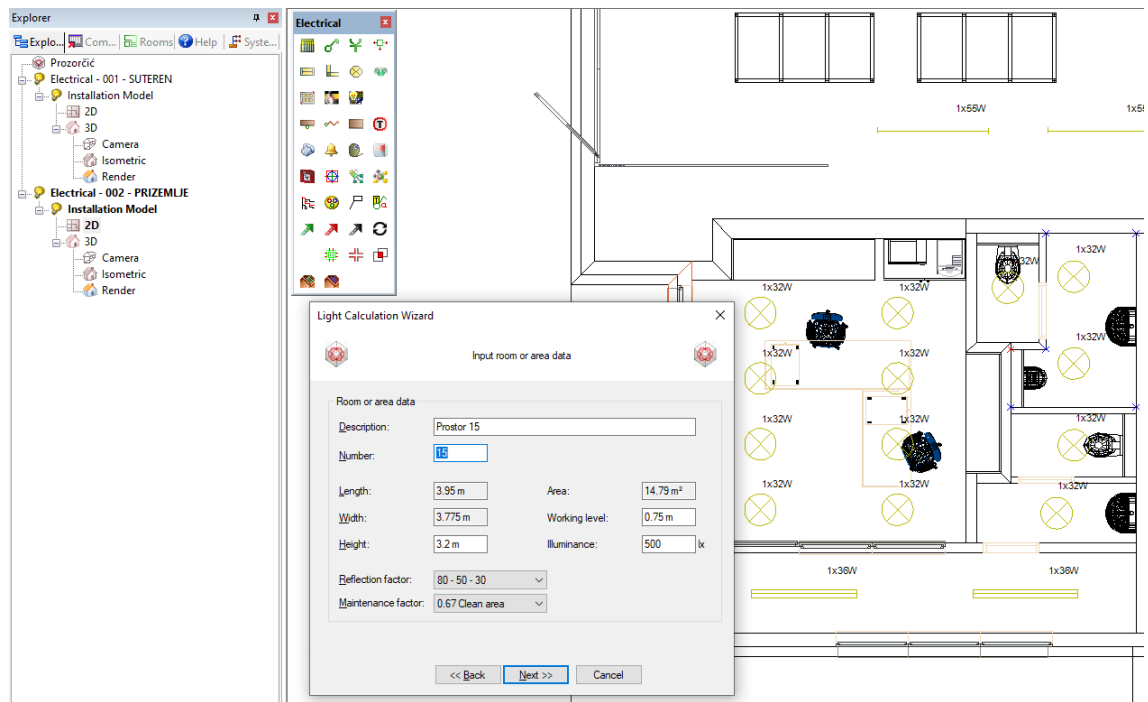 Explorer
Explo...
Com...
Rooms
Help
Syste...
Prozorčić
Electrical - 001 - SUTEREN
Installation Model
2D
3D
Camera
Isometric
Render
Electrical - 002 - PRIZEMLJE
Installation Model
2D
3D
Camera
Isometric
Render
Electrical
Light Calculation Wizard
Input room or area data
Room or area data
Description: Prostor 15
Number: 15
Length: 3.95 m Area: 14.79 m²
Width: 3.775 m Working level: 0.75 m
Height: 3.2 m Illuminance: 500 lx
Reflection factor: 80 - 50 - 30
Maintenance factor: 0.67 Clean area
<< Back Next >> Cancel
1x55W 1x55
1x32W
32W
1x32W 1x32W
1x32W
1x32W 1x32W
1x32W 1x32W 1x32W
1x32W 1x32W 1x32W
1x36W 1x36W